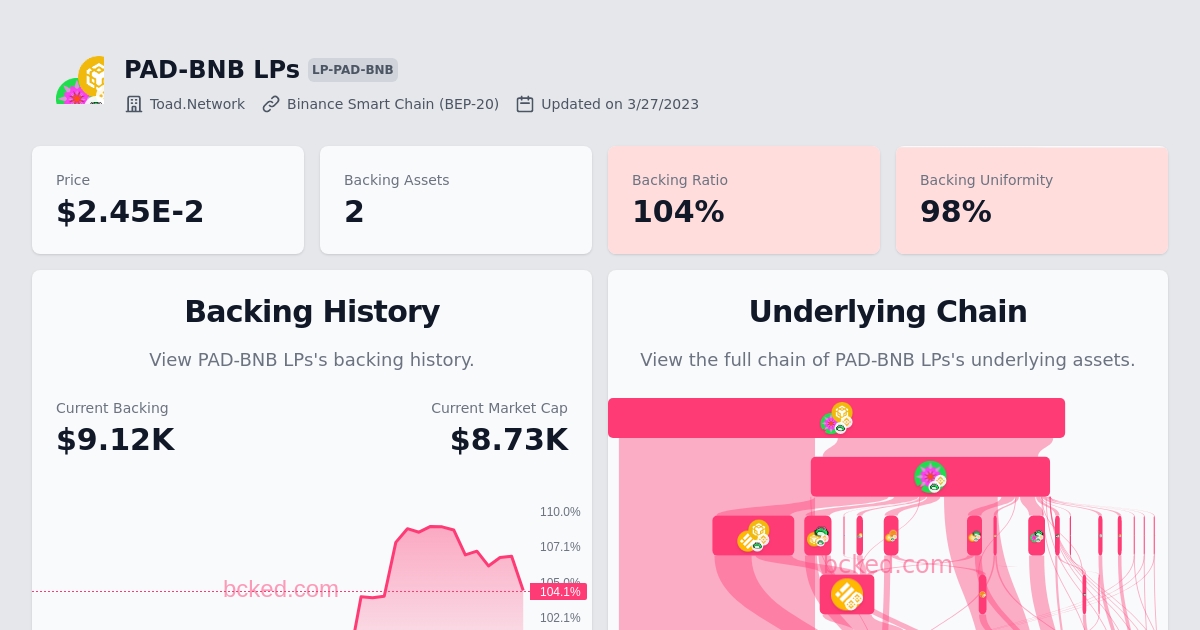 PAD-BNB LPs LP-PAD-BNB
Toad.Network Binance Smart Chain (BEP-20) Updated on 3/27/2023
Price
$2.45E-2
Backing Assets
2
Backing Ratio
104%
Backing Uniformity
98%
Backing History
View PAD-BNB LPs's backing history.
Current Backing
$9.12K
Current Market Cap
$8.73K
110.0%
107.1%
105.0%
104.1%
102.1%
bcked.com
Underlying Chain
View the full chain of PAD-BNB LPs's underlying assets.
bcked.com